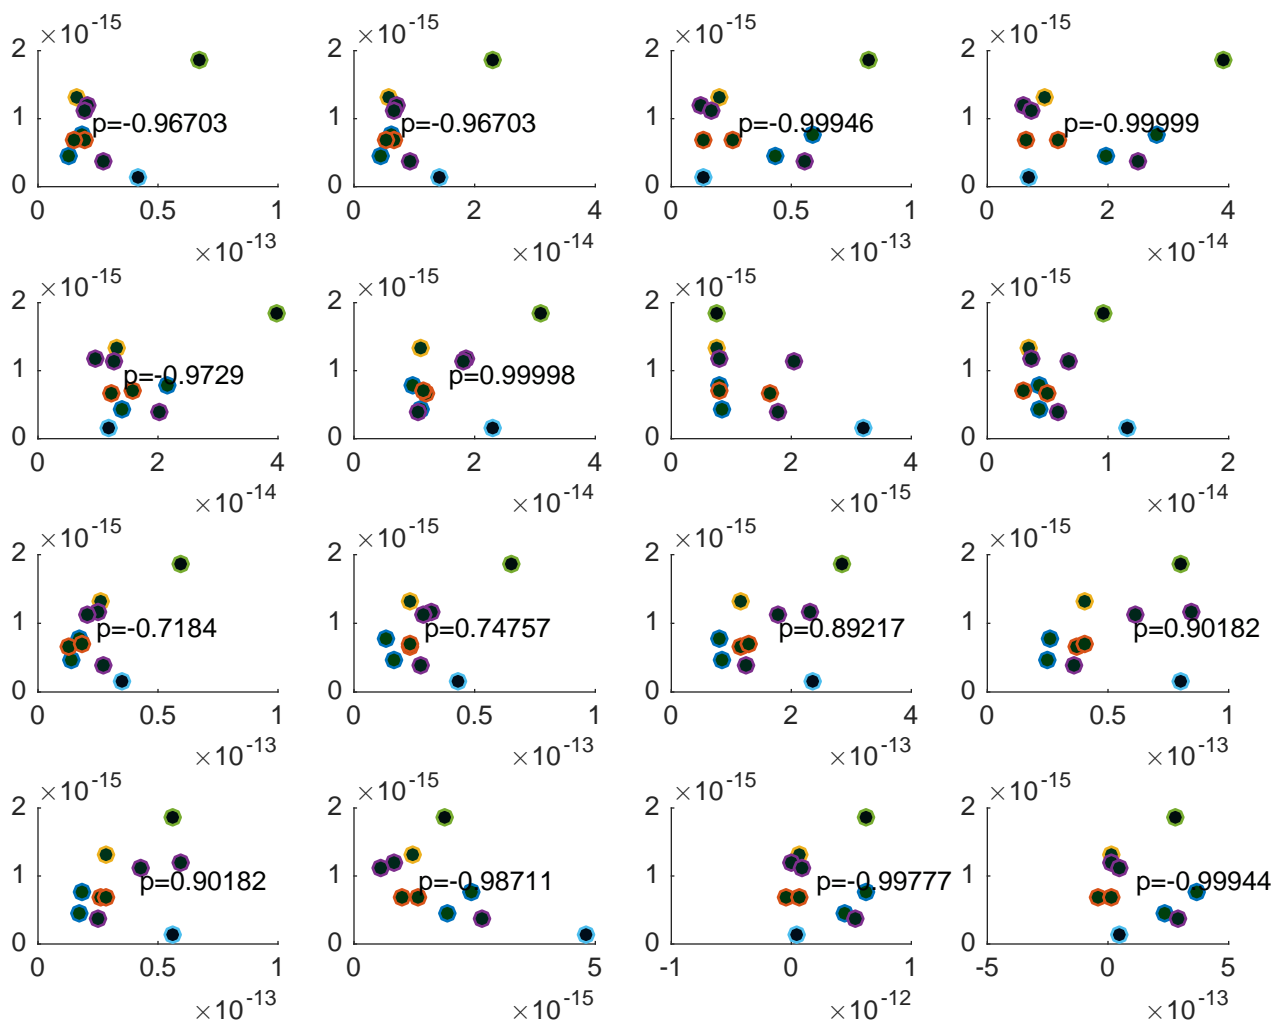 ×10-15 ×10-15 ×10-15 ×10-15
2 2 2 2
1 1 1 1
p=-0.96703 p=-0.96703 p=-0.99946 p=-0.99999
0 0 0 0
0 0.5 1 0 2 4 0 0.5 1 0 2 4
×10-13 ×10-14 ×10-13 ×10-14
×10-15 ×10-15 ×10-15 ×10-15
2 2 2 2
1 1 1 1
p=-0.9729 p=0.99998
0 0 0 0
0 2 4 0 2 4 0 2 4 0 1 2
×10-14 ×10-14 ×10-15 ×10-14
×10-15 ×10-15 ×10-15 ×10-15
2 2 2 2
1 1 1 1
p=-0.7184 p=0.74757 p=0.89217 p=0.90182
0 0 0 0
0 0.5 1 0 0.5 1 0 2 4 0 0.5 1
×10-13 ×10-13 ×10-13 ×10-13
×10-15 ×10-15 ×10-15 ×10-15
2 2 2 2
1 1 1 1
p=0.90182 p=-0.98711 p=-0.99777 p=-0.99944
0 0 0 0
0 0.5 1 0 5 -1 0 1 -5 0 5
×10-13 ×10-15 ×10-12 ×10-13